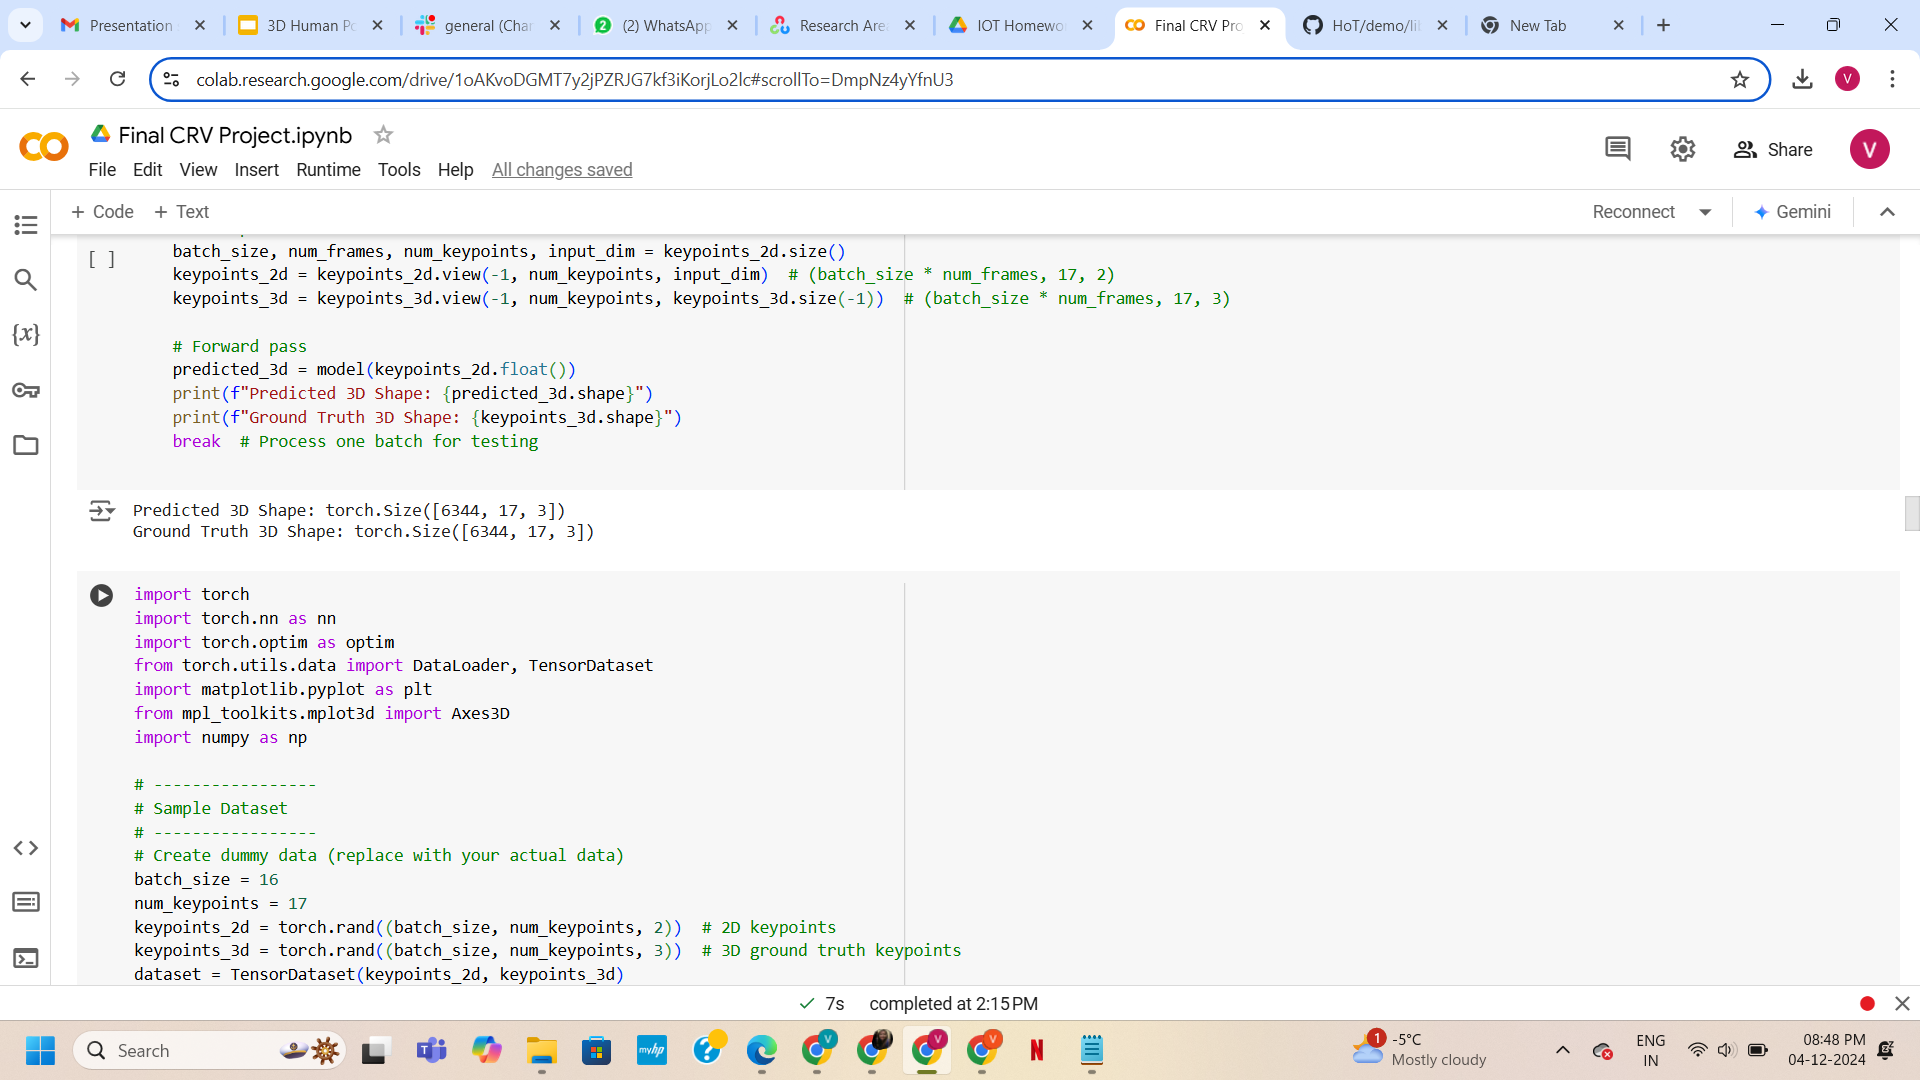 Presentation
3D Human Po
general (Char
(2) WhatsApp
Research Are
IOT Homewo
Final CRV Pro
HoT/demo/lib
New Tab
colab.research.google.com/drive/1oAKvoDGMT7y2jPZRJG7kf3iKorjLo2lc#scrollTo=DmpNz4yYfnU3
V
CO Final CRV Project.ipynb
Share
V
File Edit View Insert Runtime Tools Help All changes saved
+ Code + Text
Reconnect
Gemini
[ ]
batch_size, num_frames, num_keypoints, input_dim = keypoints_2d.size()
keypoints_2d = keypoints_2d.view(-1, num_keypoints, input_dim)  # (batch_size * num_frames, 17, 2)
keypoints_3d = keypoints_3d.view(-1, num_keypoints, keypoints_3d.size(-1))  # (batch_size * num_frames, 17, 3)
# Forward pass
predicted_3d = model(keypoints_2d.float())
print(f"Predicted 3D Shape: {predicted_3d.shape}")
print(f"Ground Truth 3D Shape: {keypoints_3d.shape}")
break  # Process one batch for testing
Predicted 3D Shape: torch.Size([6344, 17, 3])
Ground Truth 3D Shape: torch.Size([6344, 17, 3])
import torch
import torch.nn as nn
import torch.optim as optim
from torch.utils.data import DataLoader, TensorDataset
import matplotlib.pyplot as plt
from mpl_toolkits.mplot3d import Axes3D
import numpy as np
# -----------------
# Sample Dataset
# -----------------
# Create dummy data (replace with your actual data)
batch_size = 16
num_keypoints = 17
keypoints_2d = torch.rand((batch_size, num_keypoints, 2))  # 2D keypoints
keypoints_3d = torch.rand((batch_size, num_keypoints, 3))  # 3D ground truth keypoints
dataset = TensorDataset(keypoints_2d, keypoints_3d)
{x}
7s completed at 2:15 PM
Search
myhp
V
V
V
N
1
-5°C
Mostly cloudy
ENG
IN
08:48 PM
04-12-2024